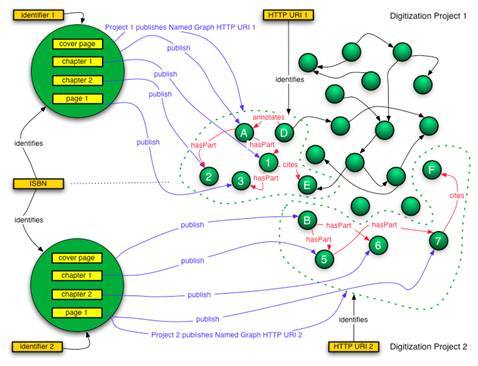 identifier 1
HTTP URI 1
Digitization Project 1
Project 1 publishes Named Graph HTTP URI 1
cover page
chapter 1
chapter 2
page 1
publish
publish
publish
publish
identifies
identifies
annotates
A
D
hasPart
hasPart
1
cites
2
3
hasPart
E
F
ISBN
identifies
cites
publish
B
hasPart
hasPart
hasPart
6
7
5
cover page
chapter 1
chapter 2
page 1
publish
publish
publish
identifies
Project 2 publishes Named Graph HTTP URI 2
identifier 2
HTTP URI 2
Digitization Project 2